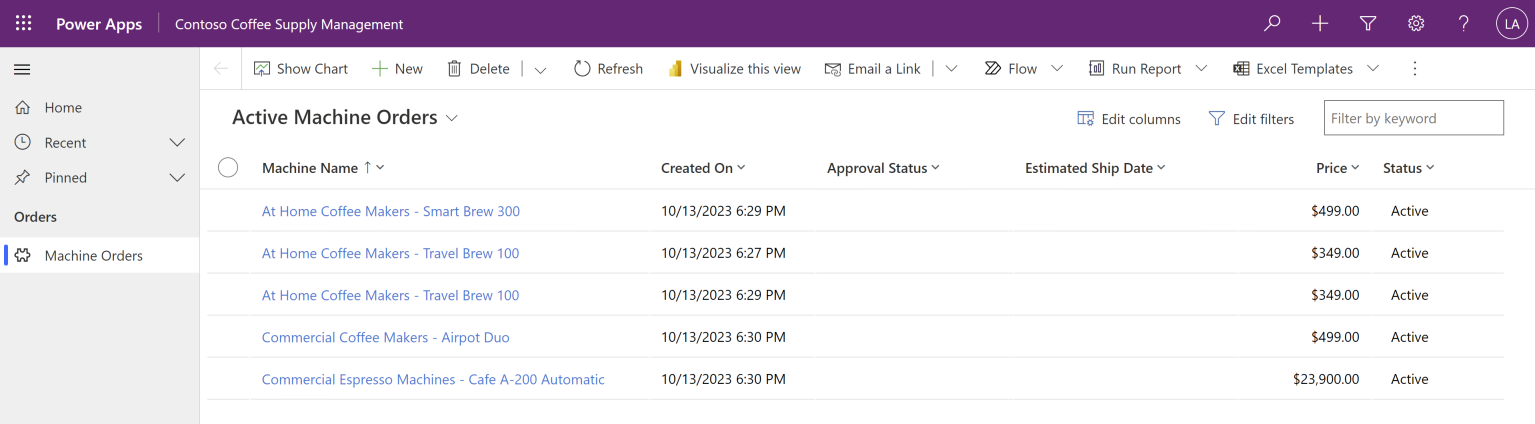 Power Apps Contoso Coffee Supply Management LA
Show Chart New Delete Refresh Visualize this view Email a Link Flow Run Report Excel Templates
Home
Recent
Pinned
Orders
Machine Orders
Active Machine Orders Edit columns Edit filters Filter by keyword
Machine Name Created On Approval Status Estimated Ship Date Price Status
At Home Coffee Makers - Smart Brew 300 10/13/2023 6:29 PM $499.00 Active
At Home Coffee Makers - Travel Brew 100 10/13/2023 6:27 PM $349.00 Active
At Home Coffee Makers - Travel Brew 100 10/13/2023 6:29 PM $349.00 Active
Commercial Coffee Makers - Airpot Duo 10/13/2023 6:30 PM $499.00 Active
Commercial Espresso Machines - Cafe A-200 Automatic 10/13/2023 6:30 PM $23,900.00 Active